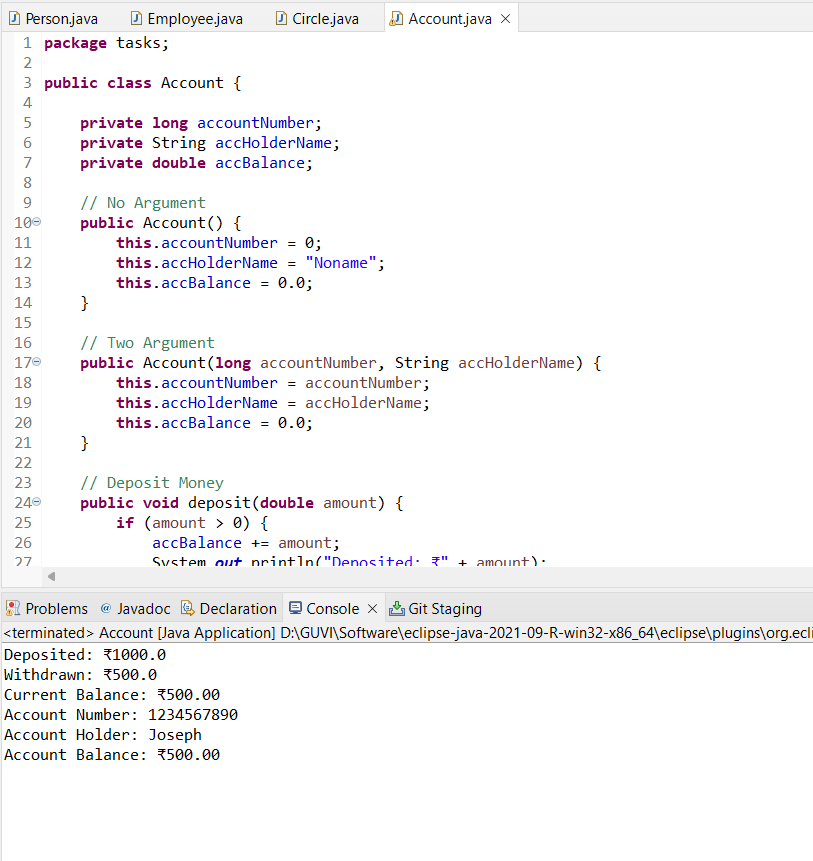 Person.java Employee.java Circle.java Account.java
1 package tasks;
2
3 public class Account {
4
5     private long accountNumber;
6     private String accHolderName;
7     private double accBalance;
8
9     // No Argument
10     public Account() {
11         this.accountNumber = 0;
12         this.accHolderName = "Noname";
13         this.accBalance = 0.0;
14     }
15
16     // Two Argument
17     public Account(long accountNumber, String accHolderName) {
18         this.accountNumber = accountNumber;
19         this.accHolderName = accHolderName;
20         this.accBalance = 0.0;
21     }
22
23     // Deposit Money
24     public void deposit(double amount) {
25         if (amount > 0) {
26             accBalance += amount;
27             System.out.println("Deposited: ₹" + amount);
Problems @ Javadoc Declaration Console Git Staging
<terminated> Account [Java Application] D:\GUVI\Software\eclipse-java-2021-09-R-win32-x86_64\eclipse\plugins\org.ecli
Deposited: ₹1000.0
Withdrawn: ₹500.0
Current Balance: ₹500.00
Account Number: 1234567890
Account Holder: Joseph
Account Balance: ₹500.00